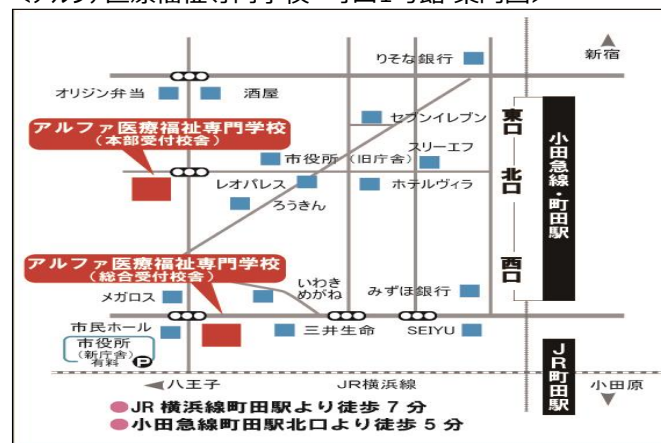 りそな銀行
新宿
オリジン弁当
酒屋
セブンイレブン
東口
アルファ医療福祉専門学校
(本部受付校舎)
市役所(旧庁舎)
スリーエフ
小田急線・町田駅
北口
レオパレス
ホテルヴィラ
ろうきん
アルファ医療福祉専門学校
(総合受付校舎)
西口
いわき
めがね
みずほ銀行
メガロス
市民ホール
三井生命
SEIYU
市役所
(新庁舎)
有料 P
JR町田駅
八王子
JR横浜線
小田原
●JR横浜線町田駅より徒歩7分
●小田急線町田駅北口より徒歩5分